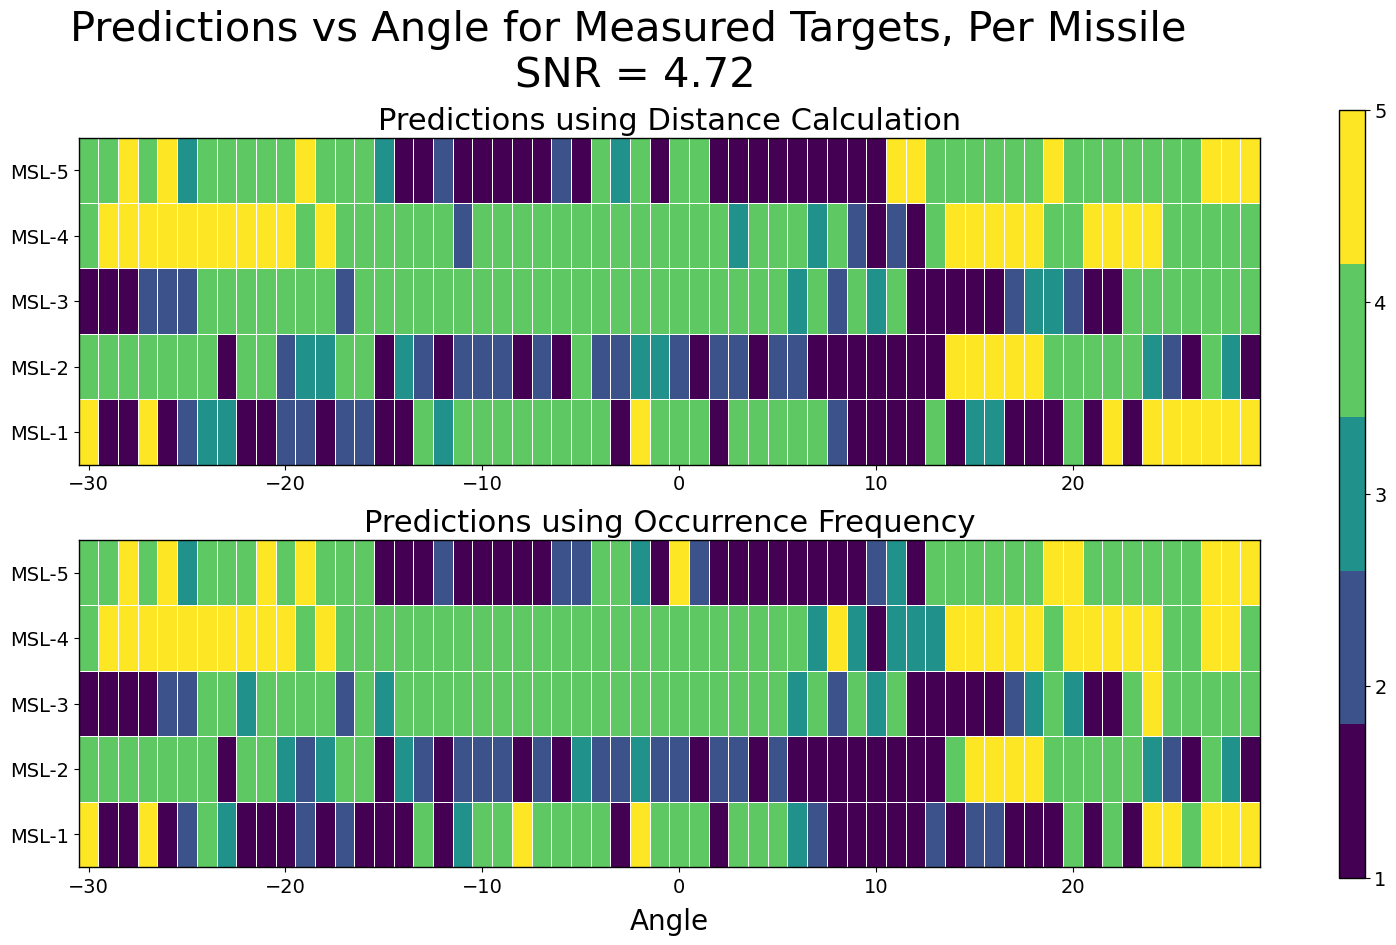 Predictions vs Angle for Measured Targets, Per Missile
SNR = 4.72
Predictions using Distance Calculation
MSL-5
MSL-4
MSL-3
MSL-2
MSL-1
−30 −20 −10 0 10 20
Predictions using Occurrence Frequency
MSL-5
MSL-4
MSL-3
MSL-2
MSL-1
−30 −20 −10 0 10 20
Angle
5
4
3
2
1